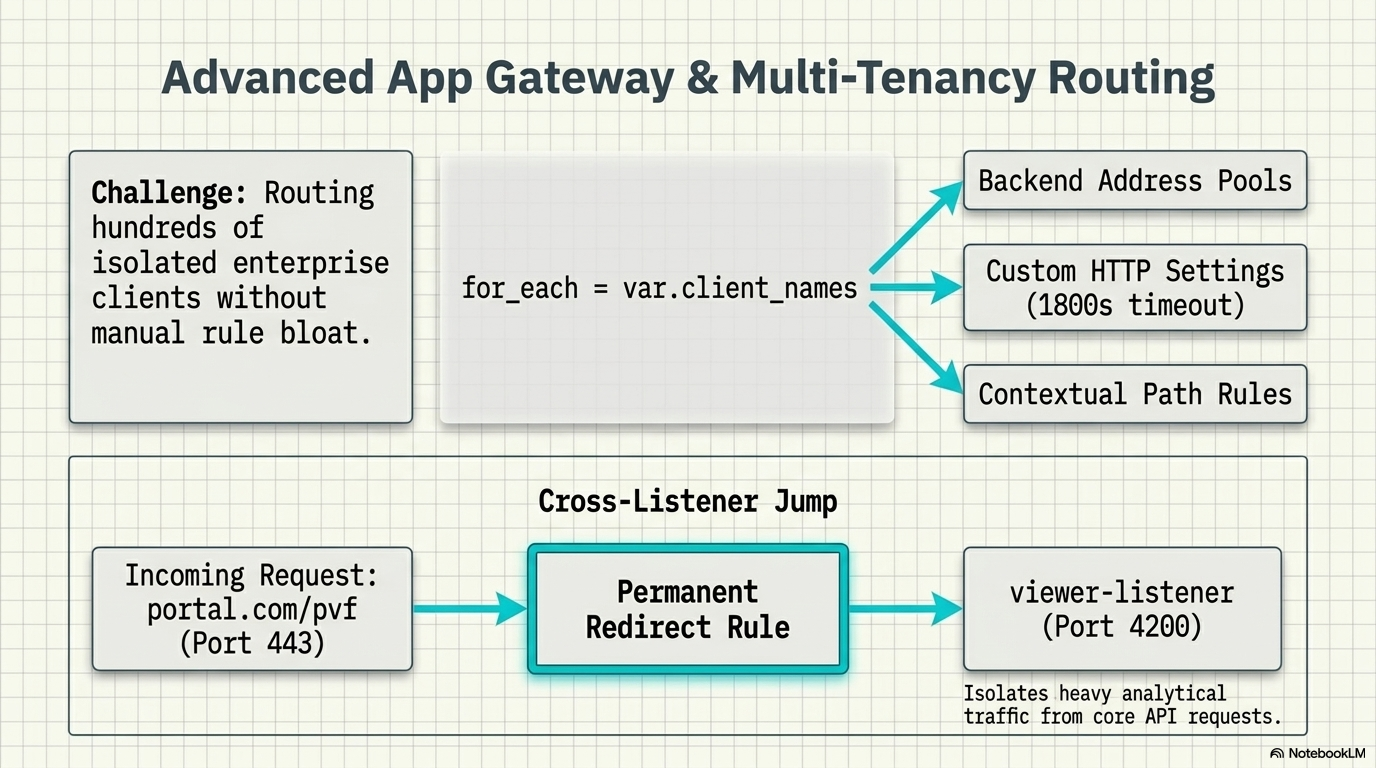 Advanced App Gateway & Multi-Tenancy Routing
Challenge: Routing
hundreds of
isolated enterprise
clients without
manual rule bloat.
for_each = var.client_names
Backend Address Pools
Custom HTTP Settings
(1800s timeout)
Contextual Path Rules
Cross-Listener Jump
Incoming Request:
portal.com/pvf
(Port 443)
Permanent
Redirect Rule
viewer-listener
(Port 4200)
Isolates heavy analytical
traffic from core API requests.
NotebookLM